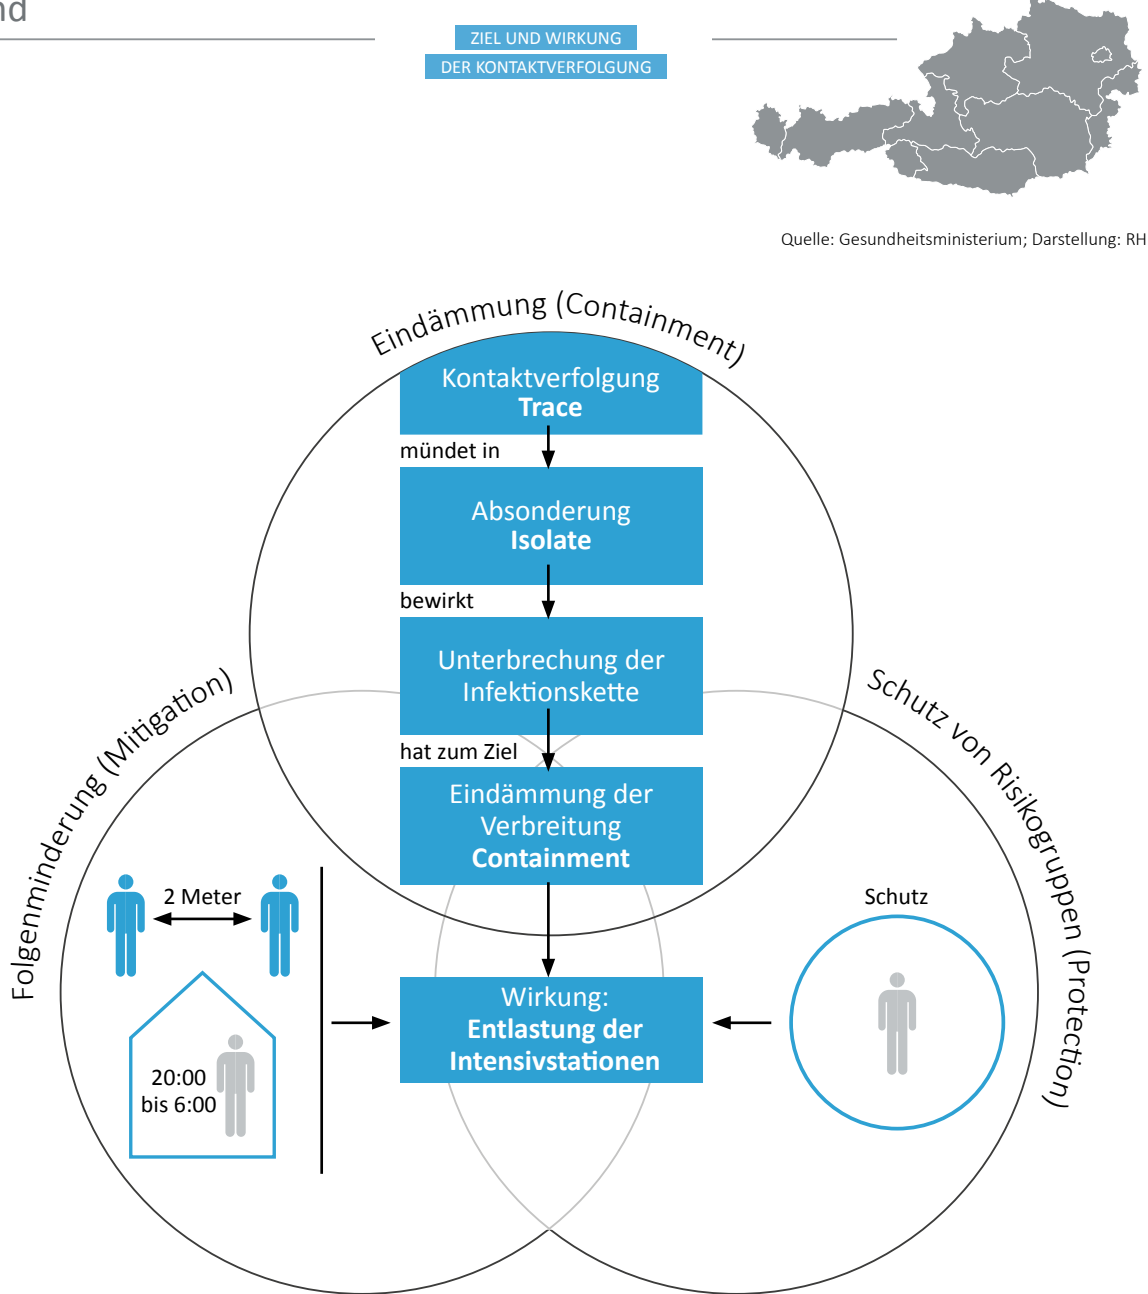 ZIEL UND WIRKUNG
DER KONTAKTVERFOLGUNG
Quelle: Gesundheitsministerium; Darstellung: RH
Eindämmung (Containment)
Kontaktverfolgung
Trace
mündet in
Absonderung
Isolate
bewirkt
Unterbrechung der
Infektionskette
hat zum Ziel
Eindämmung der
Verbreitung
Containment
Folgenminderung (Mitigation)
2 Meter
20:00
bis 6:00
Schutz von Risikogruppen (Protection)
Schutz
Wirkung:
Entlastung der
Intensivstationen